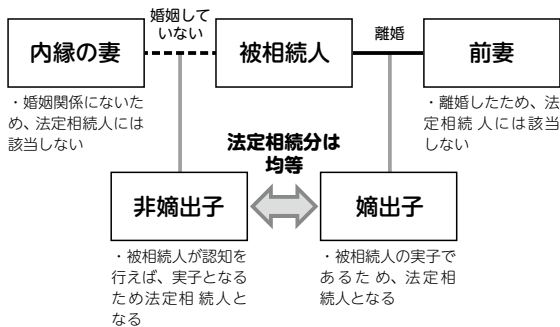 婚姻して
いない
離婚
内縁の妻
被相続人
前妻
・婚姻関係にないた
め、法定相続人には
該当しない
・離婚したため、法
定相続 人には該当
しない
法定相続分は
均等
非嫡出子
嫡出子
・被相続人が認知を
行えば、実子となる
ため法定相 続人と
なる
・被相続人の実子で
あるた め、法定相
続人となる